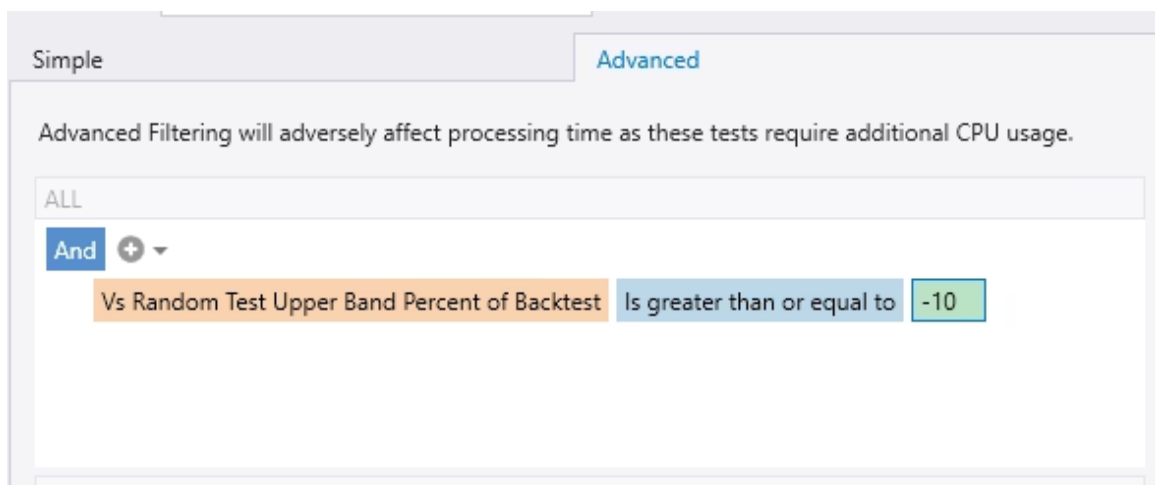 Simple Advanced
Advanced Filtering will adversely affect processing time as these tests require additional CPU usage.
ALL
And
Vs Random Test Upper Band Percent of Backtest Is greater than or equal to -10